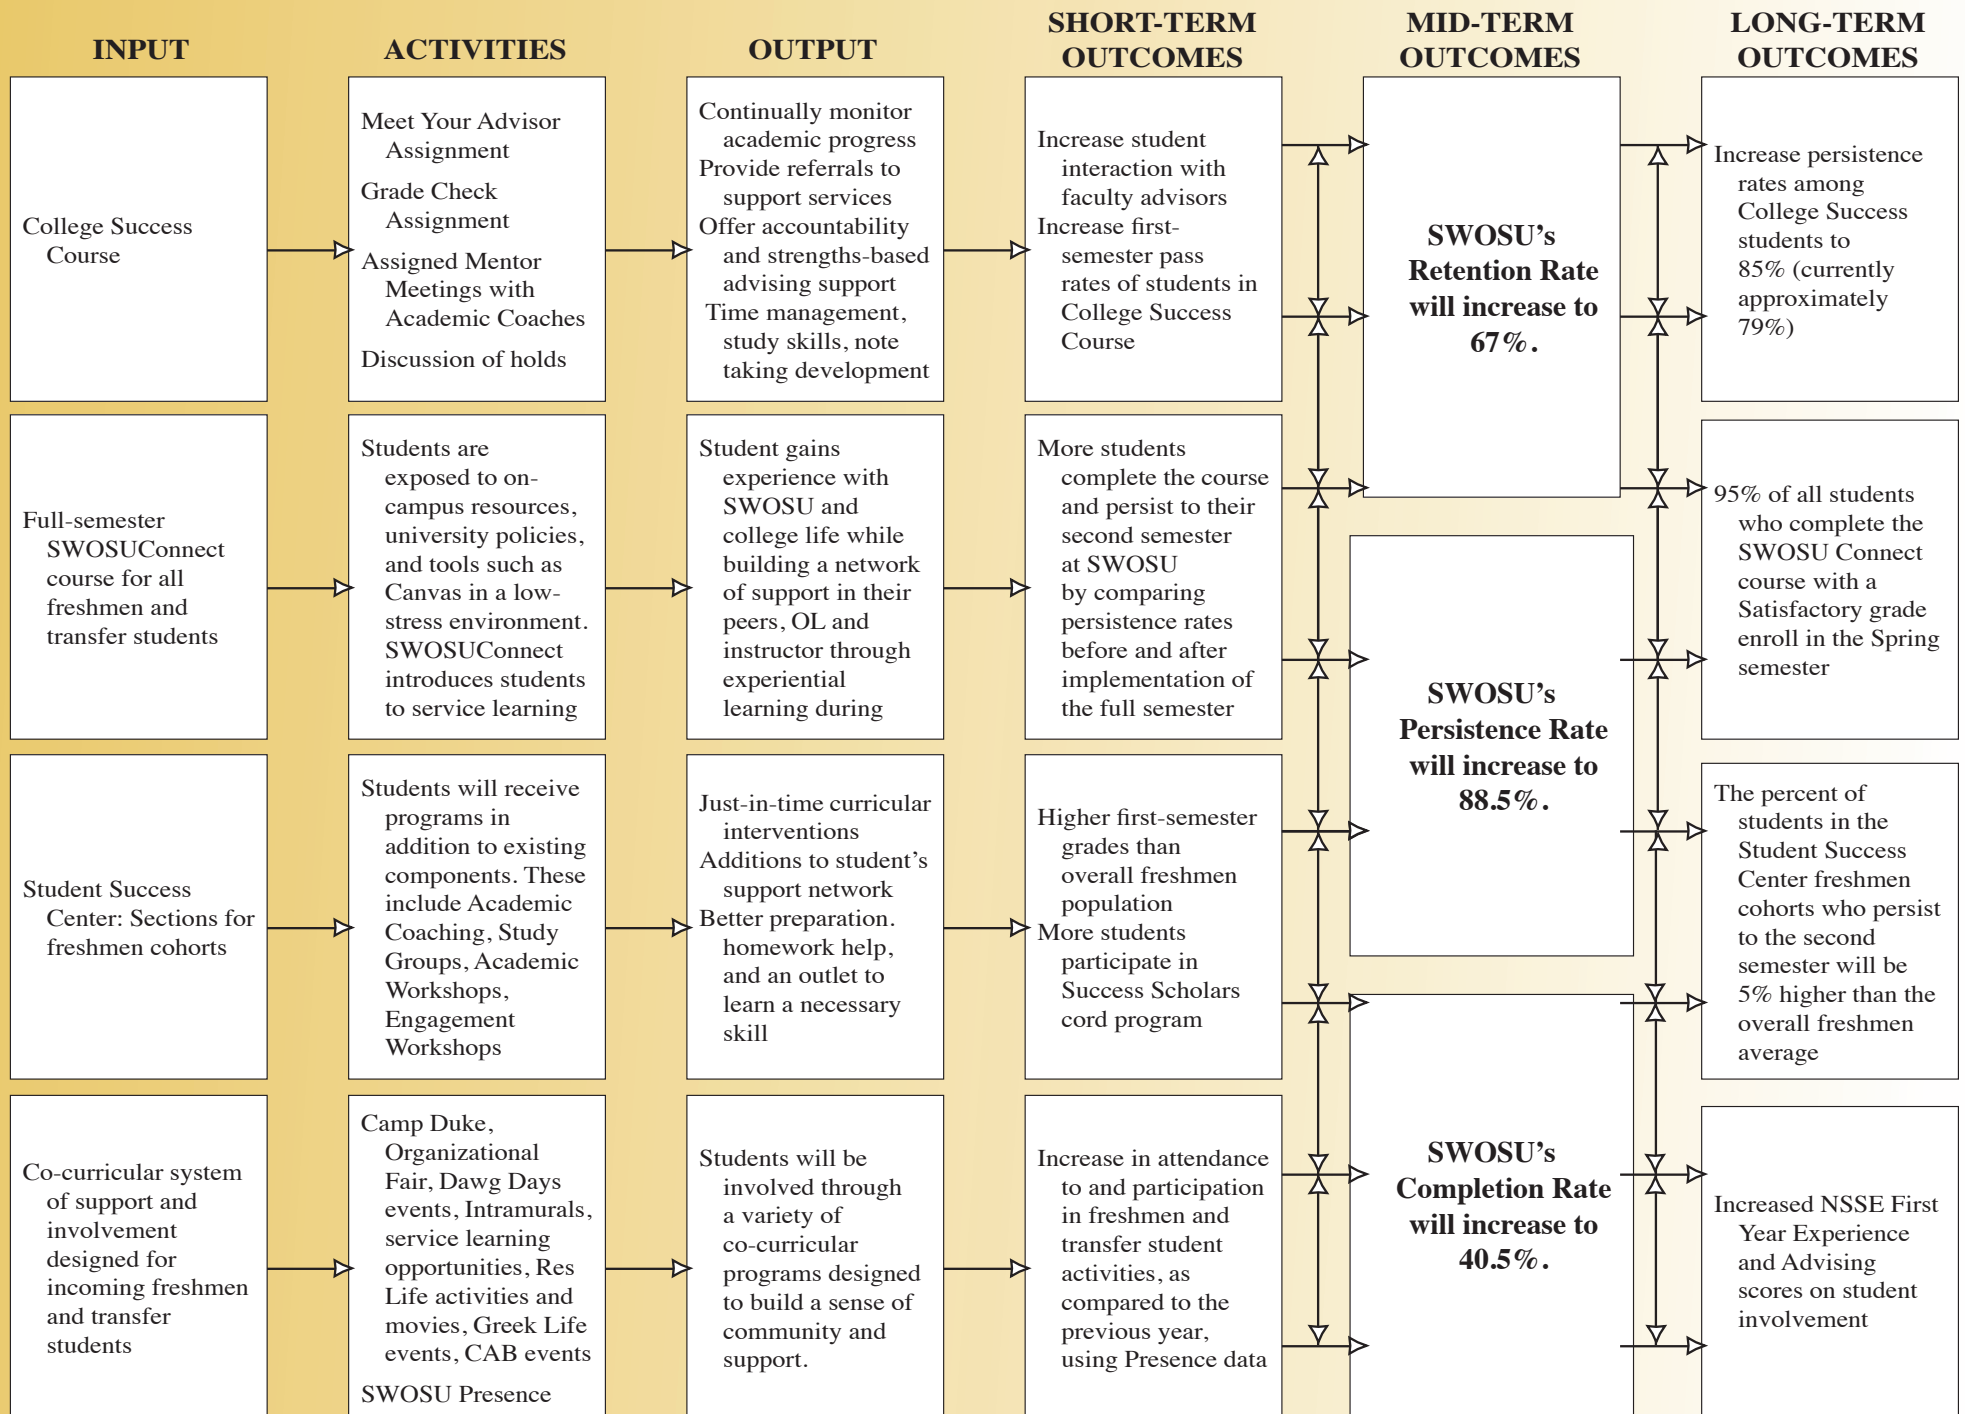 INPUT
ACTIVITIES
OUTPUT
SHORT-TERM
OUTCOMES
MID-TERM
OUTCOMES
LONG-TERM
OUTCOMES
College Success
Course
Meet Your Advisor
Assignment
Grade Check
Assignment
Assigned Mentor
Meetings with
Academic Coaches
Discussion of holds
Continually monitor
academic progress
Provide referrals to
support services
Offer accountability
and strengths-based
advising support
Time management,
study skills, note
taking development
Increase student
interaction with
faculty advisors
Increase first-
semester pass
rates of students in
College Success
Course
SWOSU's
Retention Rate
will increase to
67%.
Increase persistence
rates among
College Success
students to
85% (currently
approximately
79%)
Full-semester
SWOSUConnect
course for all
freshmen and
transfer students
Students are
exposed to on-
campus resources,
university policies,
and tools such as
Canvas in a low-
stress environment.
SWOSUConnect
introduces students
to service learning
Student gains
experience with
SWOSU and
college life while
building a network
of support in their
peers, OL and
instructor through
experiential
learning during
More students
complete the course
and persist to their
second semester
at SWOSU
by comparing
persistence rates
before and after
implementation of
the full semester
SWOSU's
Persistence Rate
will increase to
88.5%.
95% of all students
who complete the
SWOSU Connect
course with a
Satisfactory grade
enroll in the Spring
semester
Student Success
Center: Sections for
freshmen cohorts
Students will receive
programs in
addition to existing
components. These
include Academic
Coaching, Study
Groups, Academic
Workshops,
Engagement
Workshops
Just-in-time curricular
interventions
Additions to student's
support network
Better preparation.
homework help,
and an outlet to
learn a necessary
skill
Higher first-semester
grades than
overall freshmen
population
More students
participate in
Success Scholars
cord program
The percent of
students in the
Student Success
Center freshmen
cohorts who persist
to the second
semester will be
5% higher than the
overall freshmen
average
Co-curricular system
of support and
involvement
designed for
incoming freshmen
and transfer
students
Camp Duke,
Organizational
Fair, Dawg Days
events, Intramurals,
service learning
opportunities, Res
Life activities and
movies, Greek Life
events, CAB events
SWOSU Presence
Students will be
involved through
a variety of
co-curricular
programs designed
to build a sense of
community and
support.
Increase in attendance
to and participation
in freshmen and
transfer student
activities, as
compared to the
previous year,
using Presence data
SWOSU's
Completion Rate
will increase to
40.5%.
Increased NSSE First
Year Experience
and Advising
scores on student
involvement